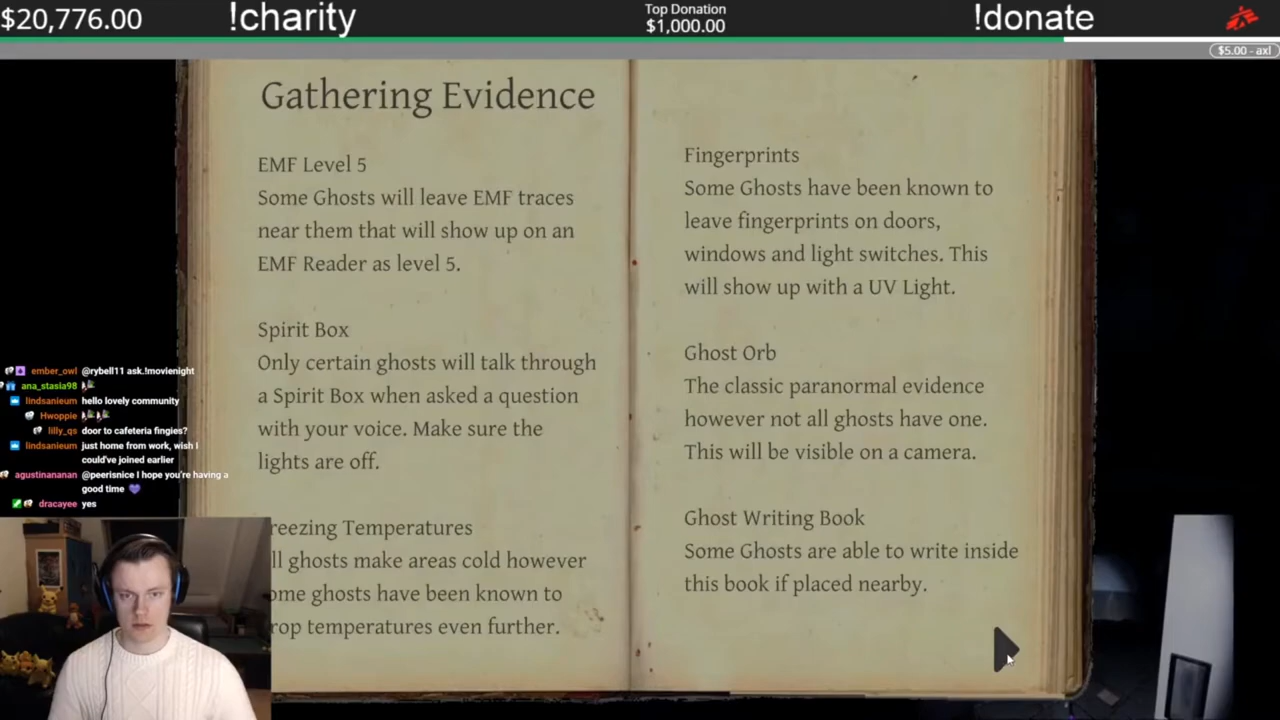 $20,776.00
!charity
Top Donation
$1,000.00
!donate
$5.00 - axl
Gathering Evidence
EMF Level 5
Some Ghosts will leave EMF traces
near them that will show up on an
EMF Reader as level 5.
Spirit Box
Only certain ghosts will talk through
a Spirit Box when asked a question
with your voice. Make sure the
lights are off.
reezing Temperatures
ll ghosts make areas cold however
ome ghosts have been known to
rop temperatures even further.
Fingerprints
Some Ghosts have been known to
leave fingerprints on doors,
windows and light switches. This
will show up with a UV Light.
Ghost Orb
The classic paranormal evidence
however not all ghosts have one.
This will be visible on a camera.
Ghost Writing Book
Some Ghosts are able to write inside
this book if placed nearby.
ember_owl @rybell11 ask.!movienight
ana_stasia98
lindsanieum hello lovely community
Hwoppie
lilly_qs door to cafeteria fingies?
lindsanieum just home from work, wish I
could've joined earlier
agustinananan @peerisnice I hope you're having a
good time
dracayee yes